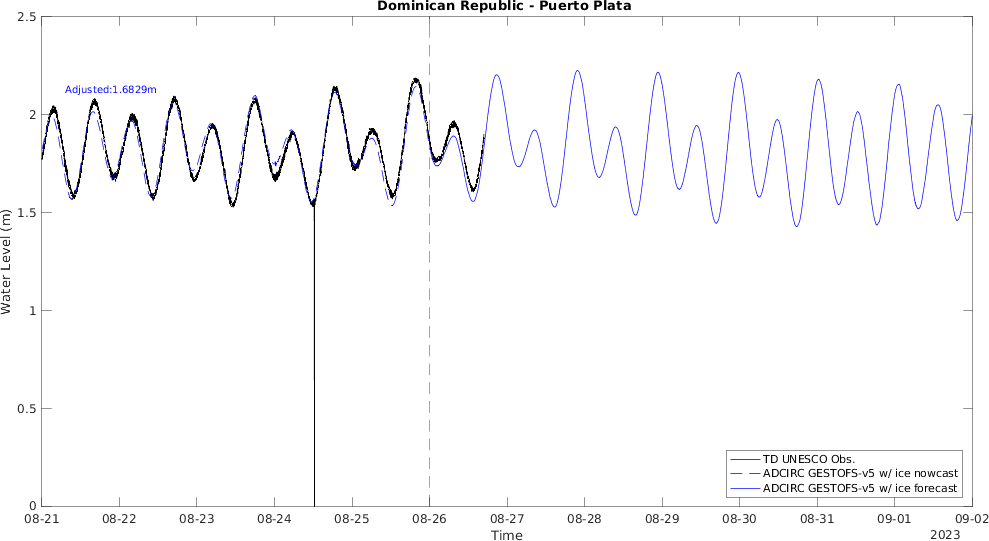 Dominican Republic - Puerto Plata
2.5
2
1.5
1
0.5
0
Water Level (m)
Adjusted:1.6829m
TD UNESCO Obs.
ADCIRC GESTOFS-v5 w/ ice nowcast
ADCIRC GESTOFS-v5 w/ ice forecast
08-21 08-22 08-23 08-24 08-25 08-26 08-27 08-28 08-29 08-30 08-31 09-01 09-02
Time
2023